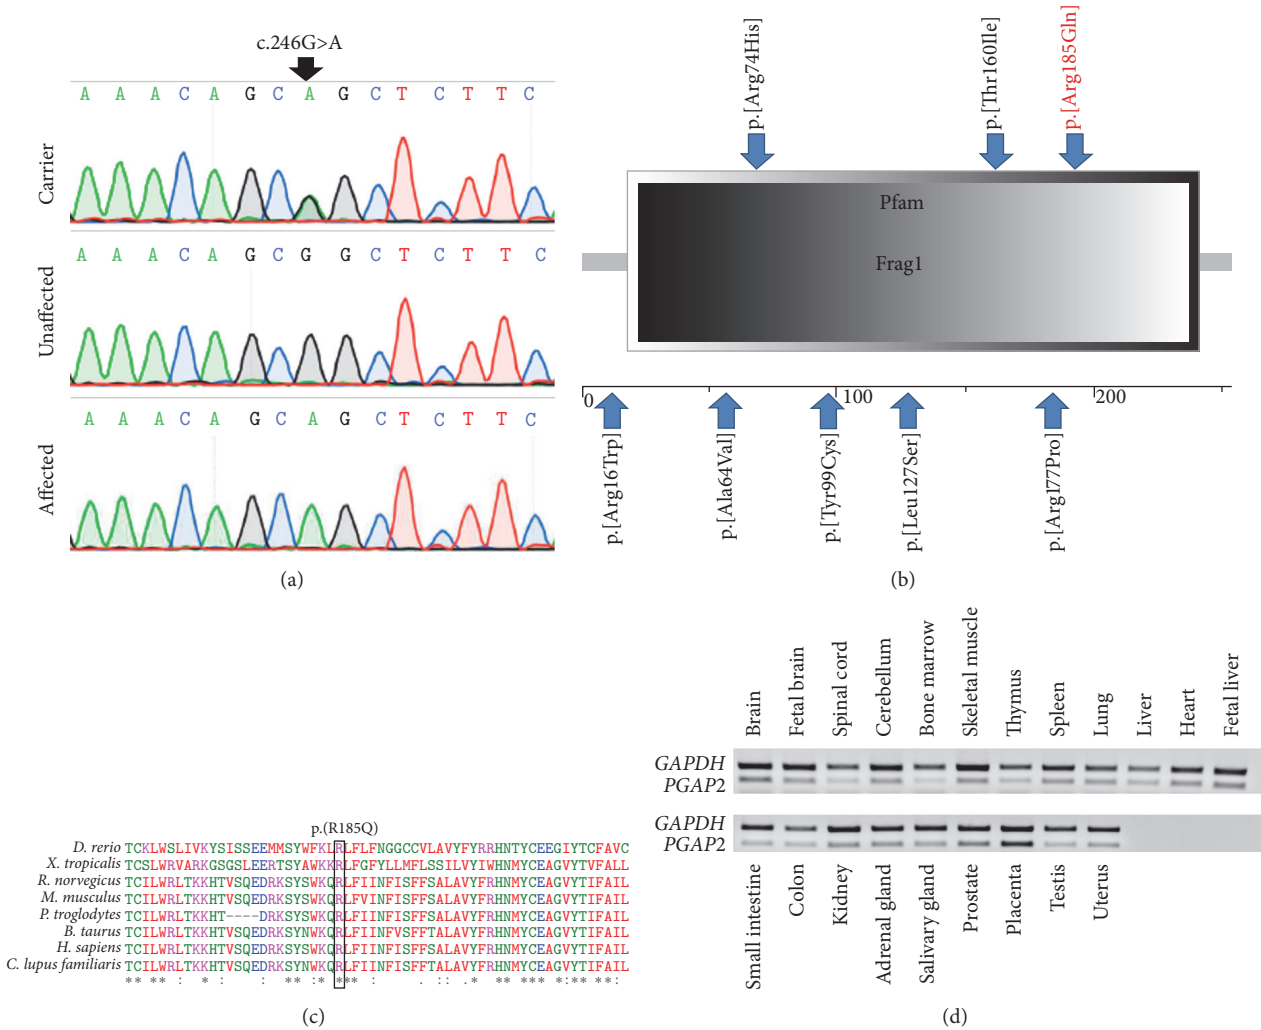 c.246G>A
Carrier
A A A C A G C A G C T C T T C
Unaffected
A A A C A G C G G C T C T T C
Affected
A A A C A G C A G C T C T T C
(a)
p.[Arg74His]
p.[Thr160Ile]
p.[Arg185Gln]
Pfam
Frag1
0 100 200
p.[Arg16Trp]
p.[Ala64Val]
p.[Tyr99Cys]
p.[Leu127Ser]
p.[Arg177Pro]
(b)
p.(R185Q)
D. rerio TCKLWSLIVKYSISSEEMMSYWFKLRLFLFNGGCCVLAVYFYRRHNTYCEEGIYTCFAVC
X. tropicalis TCSLWRVARKGSGSLEERTSYAWKKRLFGFYLLMFLSSILVYIWHNMYCEAGVYTVFALL
R. norvegicus TCILWRLTKKHTVSQEDRKSYSWKQRLFIINFISFFSALAVYFRHNMYCEAGVYTIFAIL
M. musculus TCILWRLTKKHTVSQEDRKSYSWKQRLFIINFISFFSALAVYFRHNMYCEAGVYTIFAIL
P. troglodytes TCILWRLTKKHT----DRKSYSWKQRLFIINFISFFSALAVYFRHNMYCEAGVYTIFAIL
B. taurus TCILWRLTKKHTVSQEDRKSYNWKQRLFIINFISFFSALAVYFRHNMYCEAGVYTIFAIL
H. sapiens TCILWRLTKKHTVSQEDRKSYNWKQRLFIINFISFFSALAVYFRHNMYCEAGVYTIFAIL
C. lupus familiaris TCILWRLTKKHTVSQEDRKSYNWKQRLFIINFISFFTALAVYFRHNMYCEAGVYTIFAIL
(c)
Brain
Fetal brain
Spinal cord
Cerebellum
Bone marrow
Skeletal muscle
Thymus
Spleen
Lung
Liver
Heart
Fetal liver
GAPDH
PGAP2
GAPDH
PGAP2
Small intestine
Colon
Kidney
Adrenal gland
Salivary gland
Prostate
Placenta
Testis
Uterus
(d)